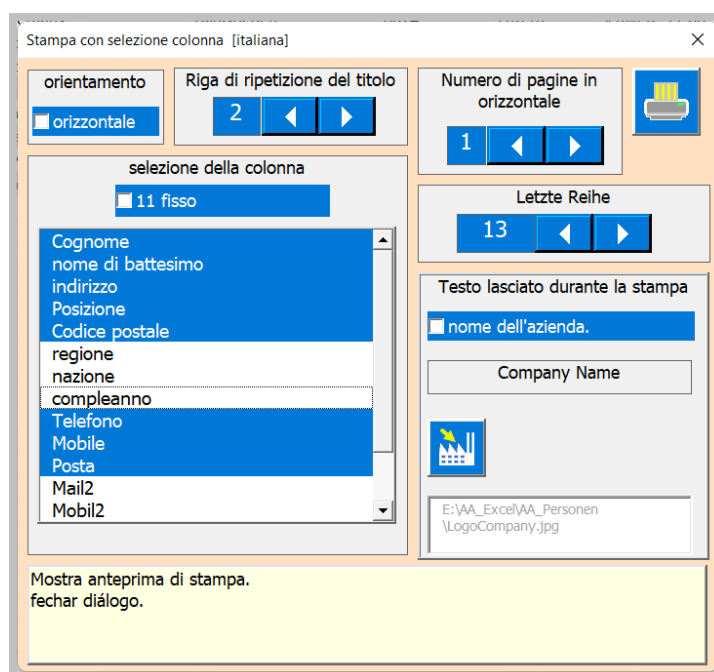 Stampa con selezione colonna [italiana]
orientamento
orizzontale
Riga di ripetizione del titolo
2
Numero di pagine in
orizzontale
1
selezione della colonna
11 fisso
Cognome
nome di battesimo
indirizzo
Posizione
Codice postale
regione
nazione
compleanno
Telefono
Mobile
Posta
Mail2
Mobil2
Letzte Reihe
13
Testo lasciato durante la stampa
nome dell'azienda.
Company Name
E:\AA_Excel\AA_Personen
\LogoCompany.jpg
Mostra anteprima di stampa.
fechar diálogo.